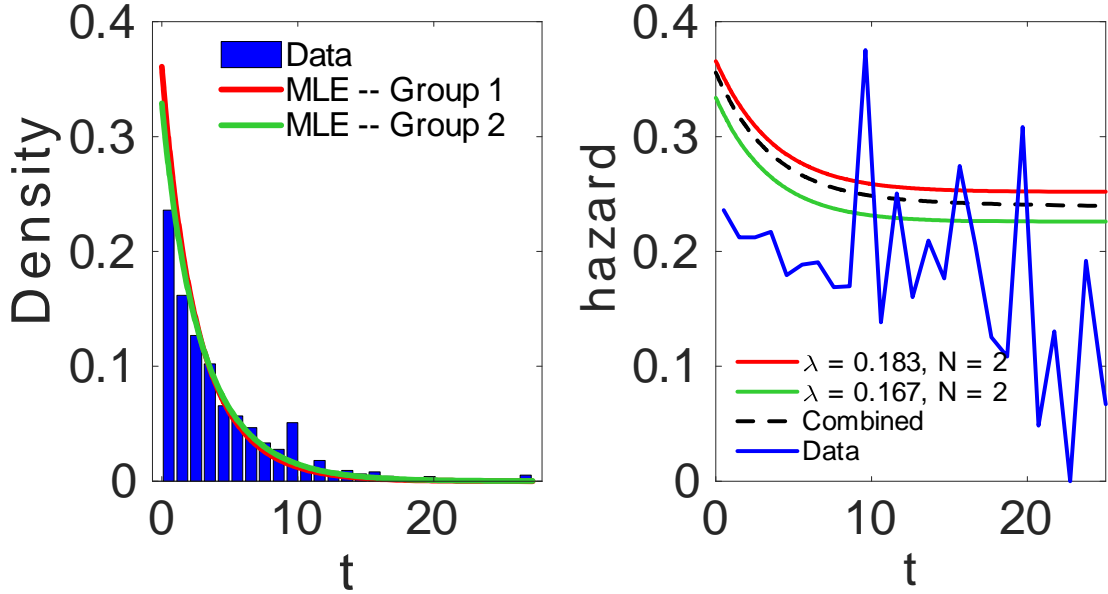 Density
0.4
0.3
0.2
0.1
0
0
10
20
t
Data
MLE -- Group 1
MLE -- Group 2
hazard
0.4
0.3
0.2
0.1
0
0
10
20
t
λ = 0.183, N = 2
λ = 0.167, N = 2
Combined
Data